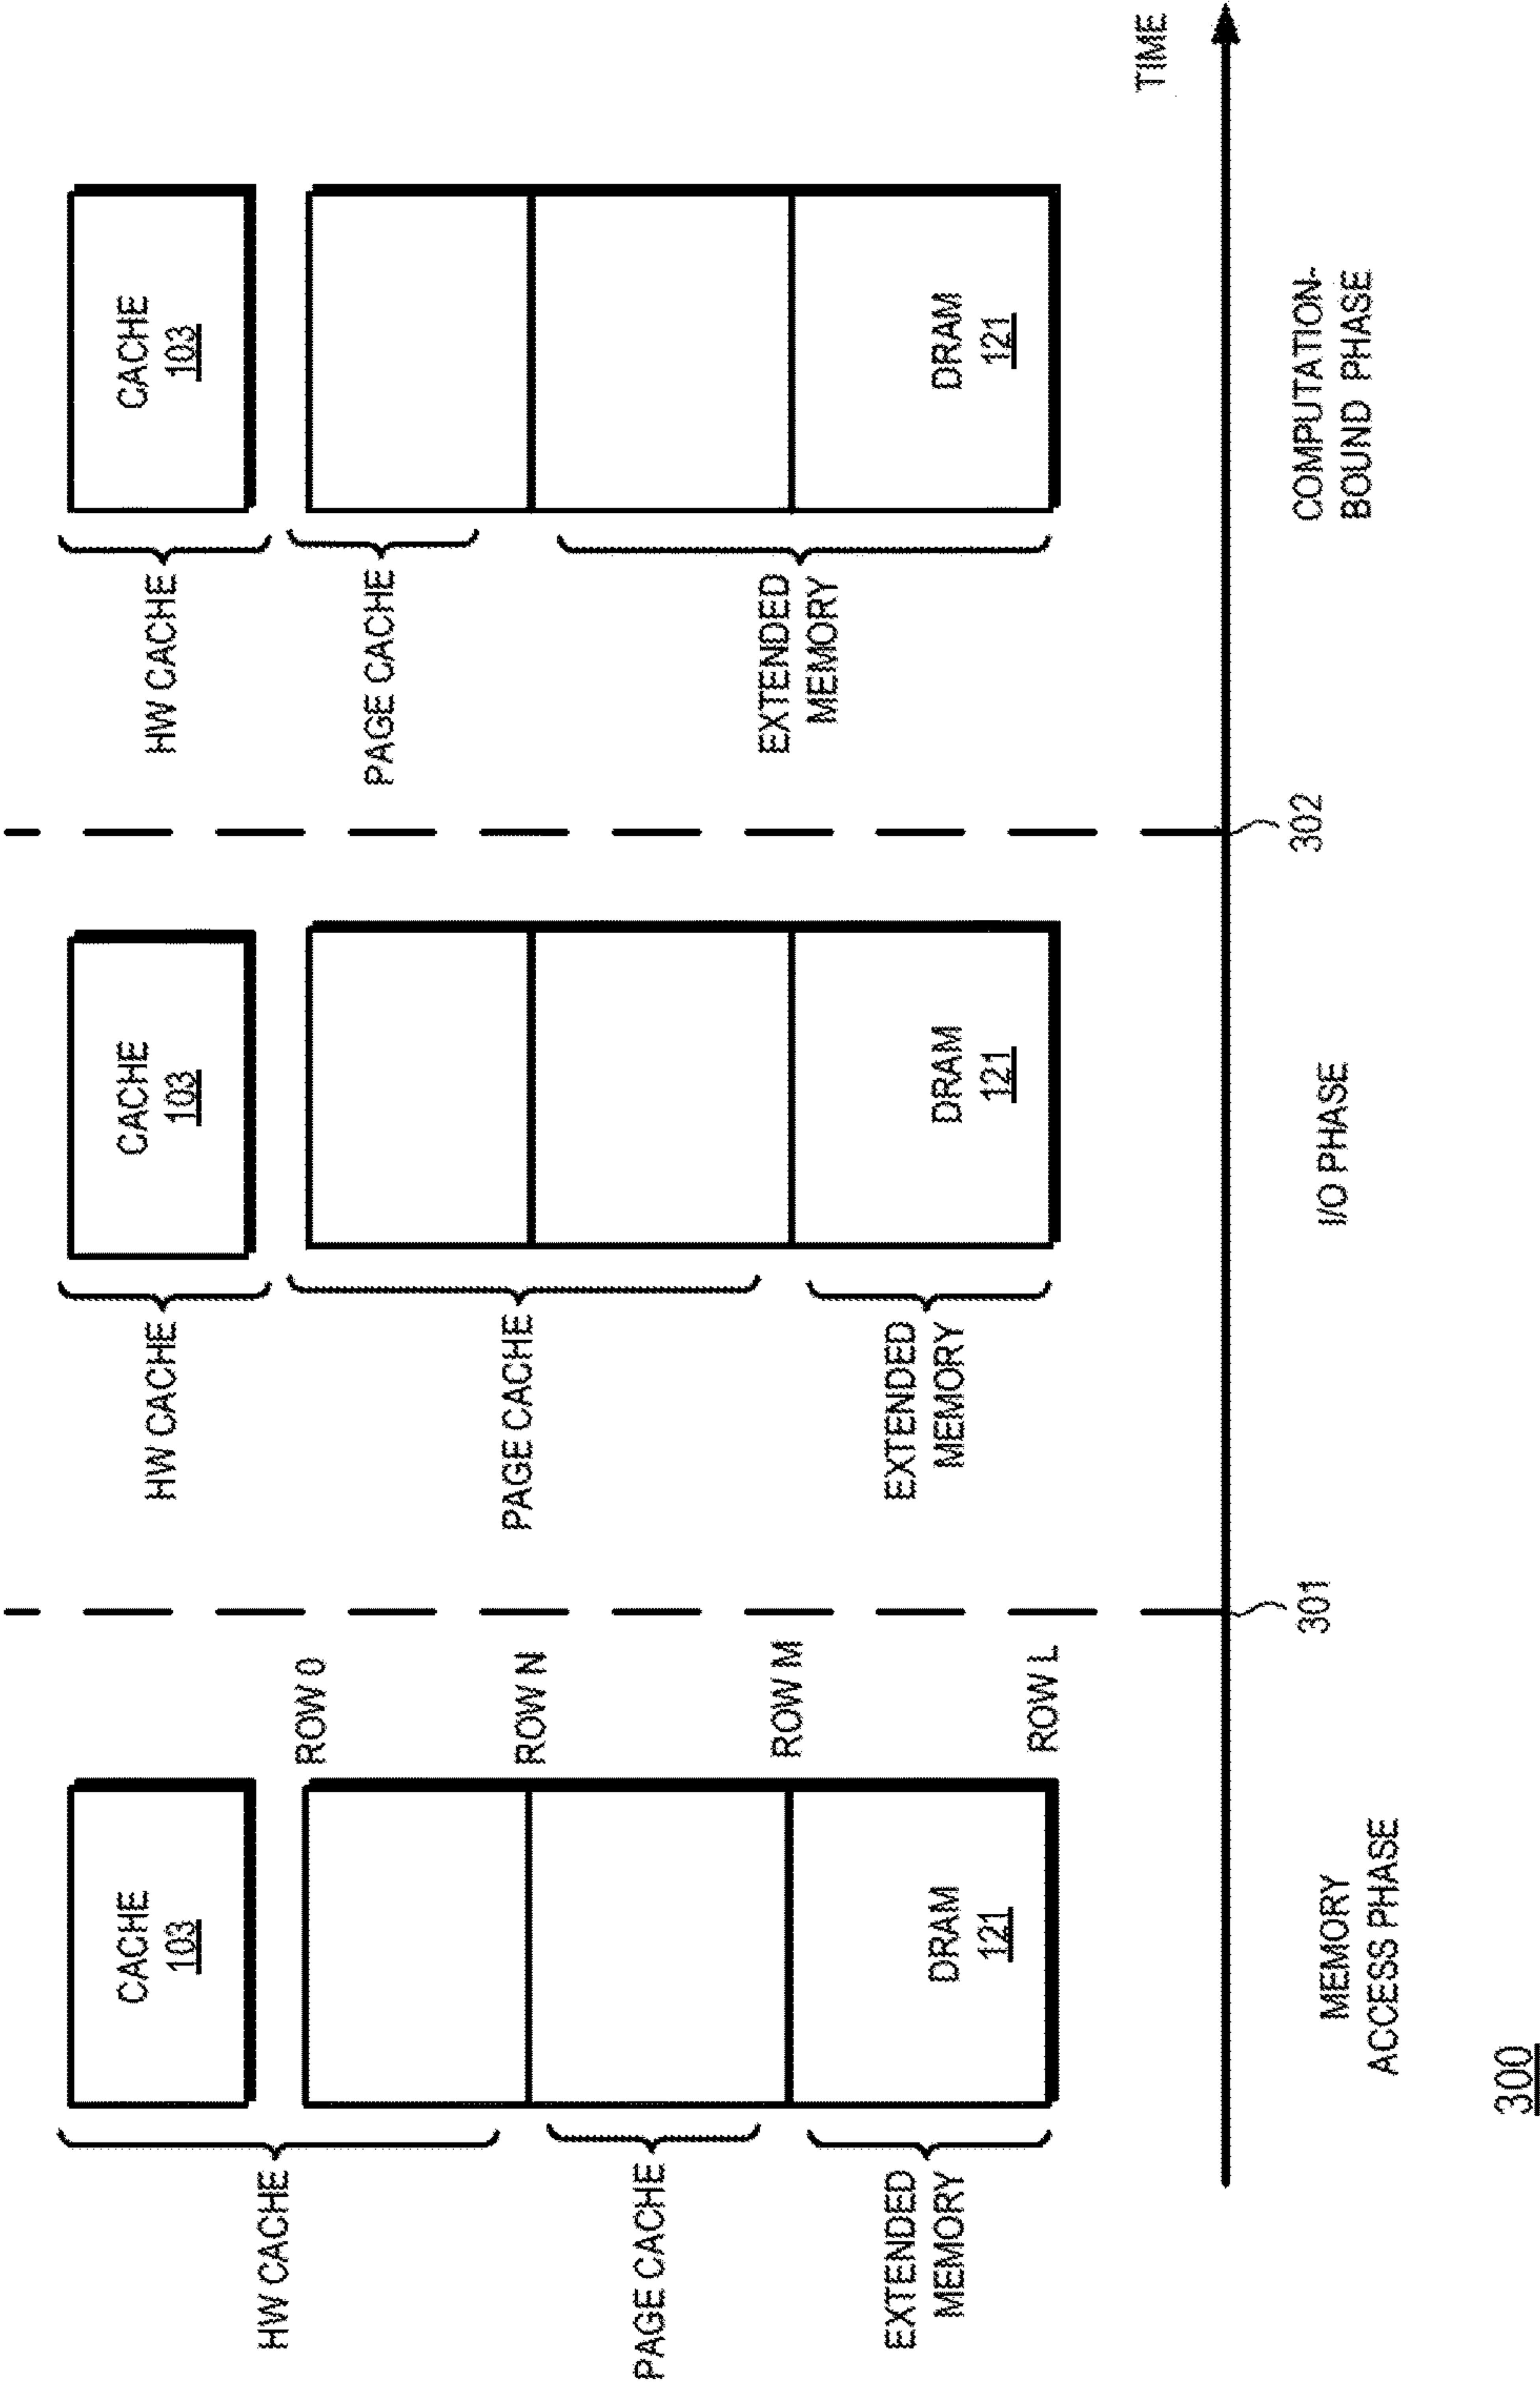 HW CACHE
PAGE CACHE
EXTENDED
MEMORY
CACHE
103
DRAM
121
ROW 0
ROW N
ROW M
ROW L
MEMORY
ACCESS PHASE
301
HW CACHE
PAGE CACHE
EXTENDED
MEMORY
CACHE
103
DRAM
121
I/O PHASE
302
HW CACHE
PAGE CACHE
EXTENDED
MEMORY
CACHE
103
DRAM
121
COMPUTATION-
BOUND PHASE
TIME
300